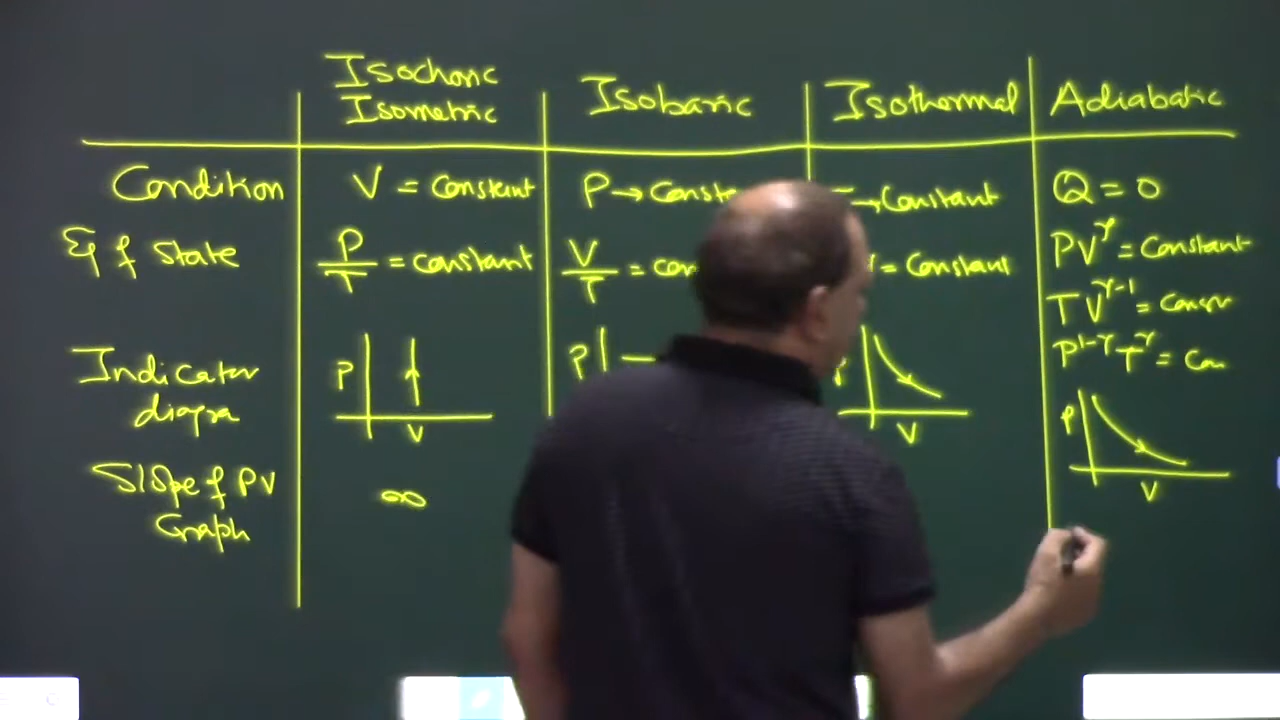 Isochoric
Isometric
Isobaric
Isothermal
Adiabatic
Condition
V = Constant
P → Conste
→ Constant
Q = 0
Eq of State
P/T = constant
V/T = con
= Constant
PV^γ = Constant
TV^γ-1 = Const
P^1-γ T^γ = Con
Indicator
diagra
P
V
P
V
P
V
Slope of PV
Graph
∞